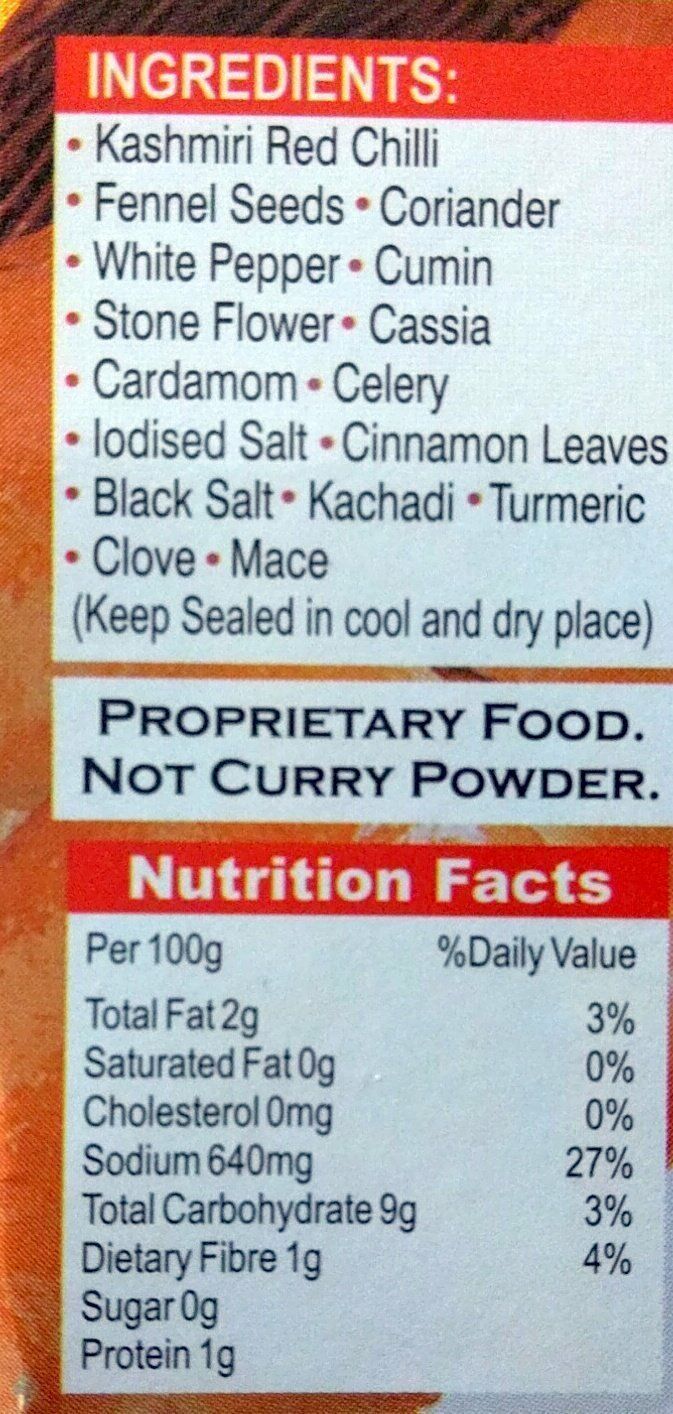 INGREDIENTS:
• Kashmiri Red Chilli
• Fennel Seeds • Coriander
• White Pepper • Cumin
• Stone Flower • Cassia
• Cardamom • Celery
• Iodised Salt • Cinnamon Leaves
• Black Salt • Kachadi • Turmeric
• Clove • Mace
(Keep Sealed in cool and dry place)
PROPRIETARY FOOD.
NOT CURRY POWDER.
Nutrition Facts
Per 100g %Daily Value
Total Fat 2g 3%
Saturated Fat 0g 0%
Cholesterol 0mg 0%
Sodium 640mg 27%
Total Carbohydrate 9g 3%
Dietary Fibre 1g 4%
Sugar 0g
Protein 1g